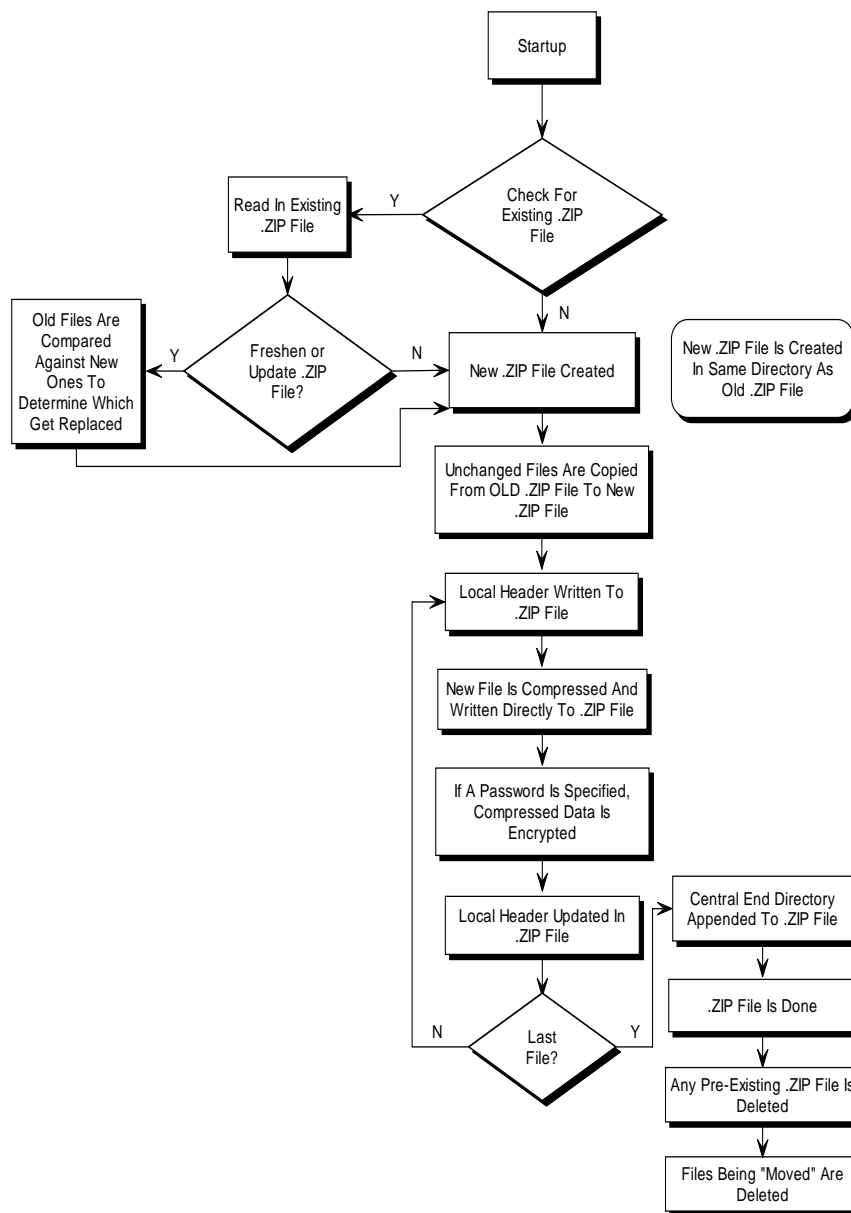 Startup
Check For
Existing .ZIP
File
Y
N
Read In Existing
.ZIP File
Freshen or
Update .ZIP
File?
Y
N
Old Files Are
Compared
Against New
Ones To
Determine Which
Get Replaced
New .ZIP File Created
New .ZIP File Is Created
In Same Directory As
Old .ZIP File
Unchanged Files Are Copied
From OLD .ZIP File To New
.ZIP File
Local Header Written To
.ZIP File
New File Is Compressed And
Written Directly To .ZIP File
If A Password Is Specified,
Compressed Data Is
Encrypted
Local Header Updated In
.ZIP File
Last
File?
N
Y
Central End Directory
Appended To .ZIP File
.ZIP File Is Done
Any Pre-Existing .ZIP File Is
Deleted
Files Being "Moved" Are
Deleted